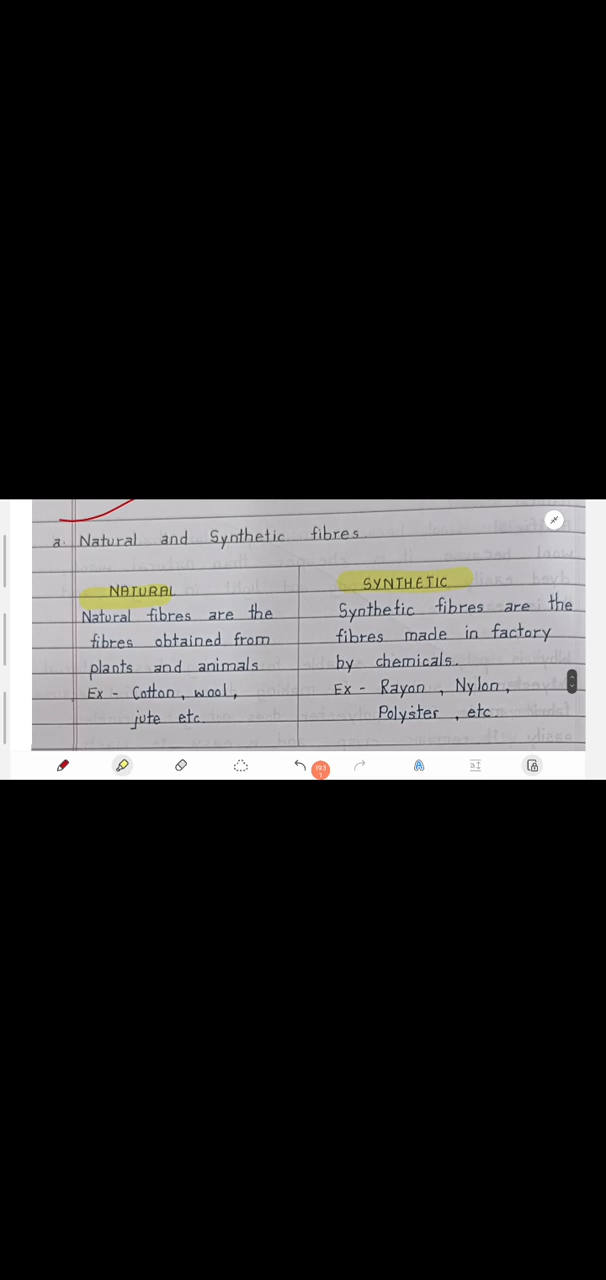 a. Natural and Synthetic fibres
NATURAL
Natural fibres are the
fibres obtained from
plants and animals
Ex - Cotton, wool,
jute etc.
SYNTHETIC
Synthetic fibres are the
fibres made in factory
by chemicals.
Ex - Rayon, Nylon,
Polyster, etc